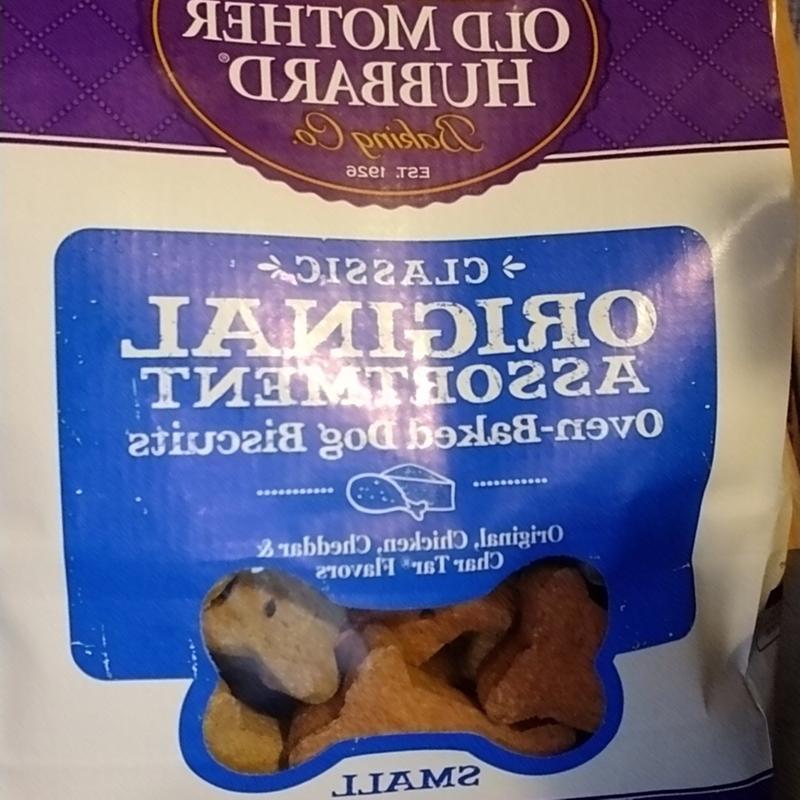 OLD MOTHER
HUBBARD®
Baking Co.
EST. 1926
CLASSIC
ORIGINAL
ASSORTMENT
Oven-Baked Dog Biscuits
Original, Chicken, Cheddar &
Char Tar® Flavors
SMALL